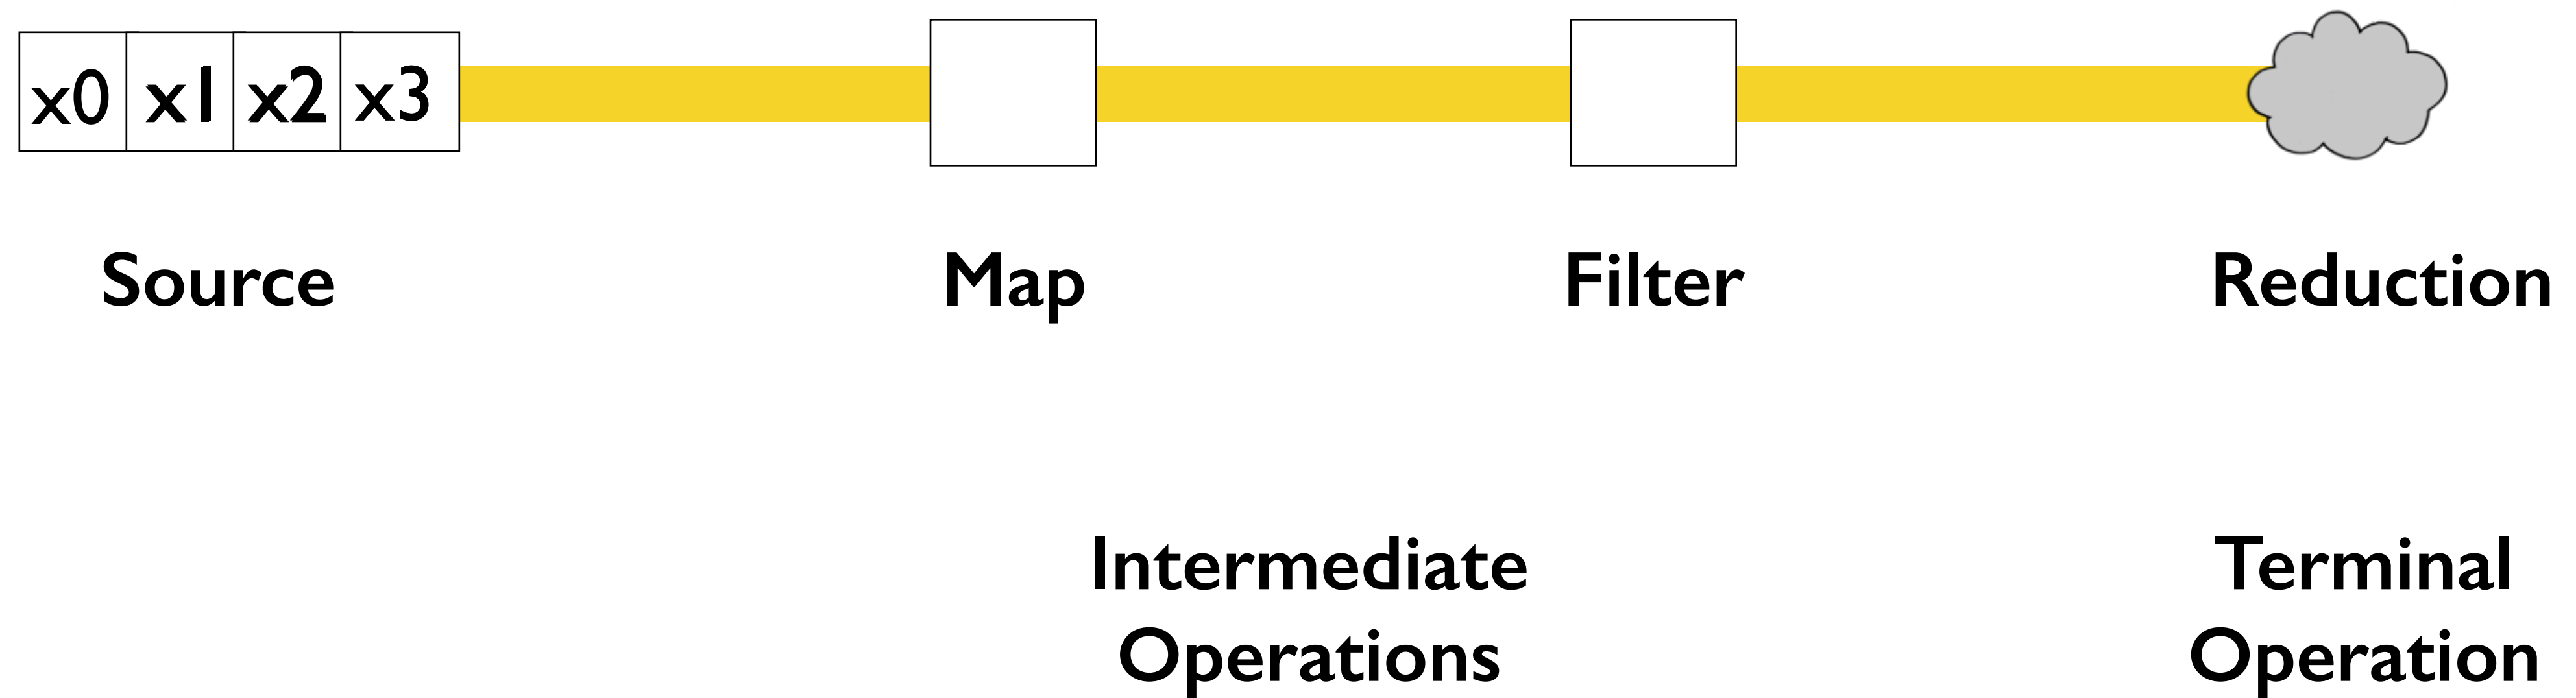 x0 x1 x2 x3
Source Map Filter Reduction
Intermediate Terminal
Operations Operation